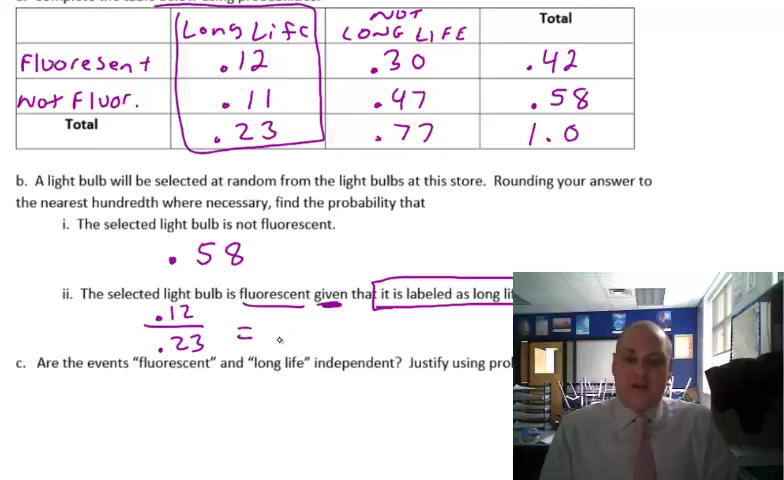 Long Life NOT Total
LONG LIFE
Fluoresent .12 .30 .42
Not Fluor. .11 .47 .58
Total .23 .77 1.0
b. A light bulb will be selected at random from the light bulbs at this store. Rounding your answer to
the nearest hundredth where necessary, find the probability that
i. The selected light bulb is not fluorescent.
.58
ii. The selected light bulb is fluorescent given that it is labeled as long li
.12
.23 =
c. Are the events "fluorescent" and "long life" independent? Justify using pro